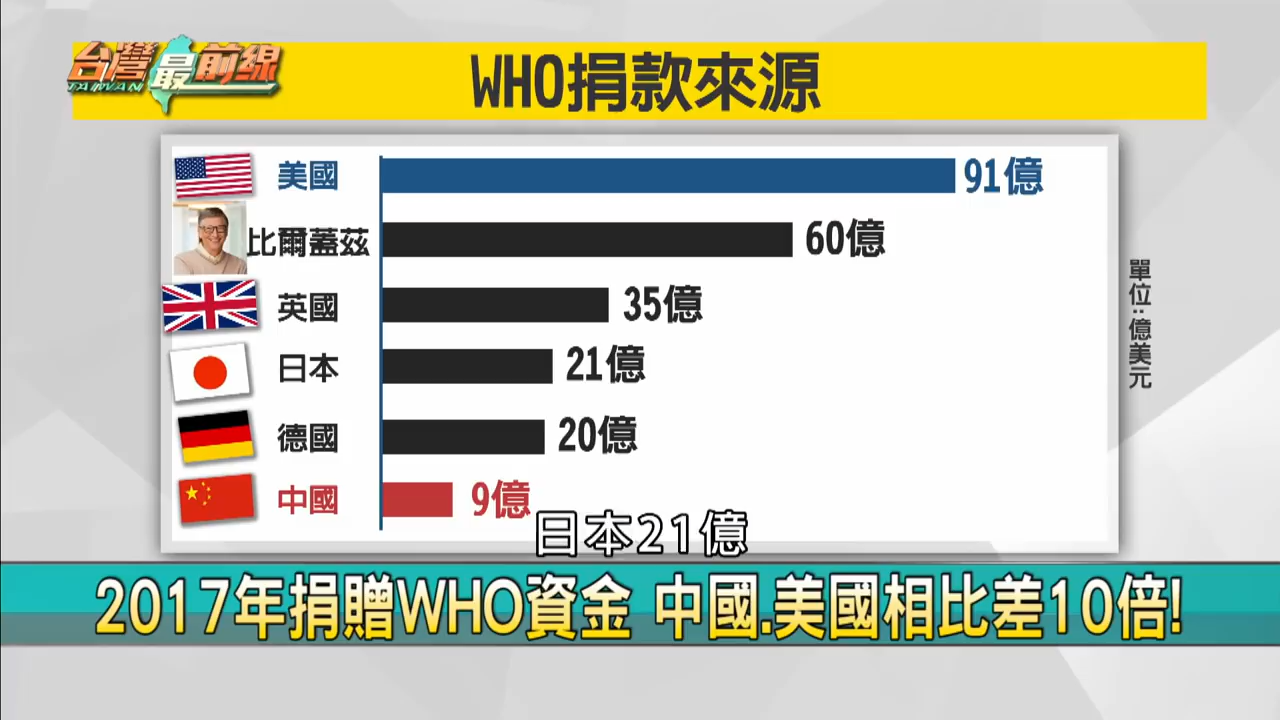 台灣最前線
TAIWAN
WHO捐款來源
美國 91億
比爾蓋茲 60億
英國 35億
日本 21億
德國 20億
中國 9億
單位:億美元
日本21億
2017年捐贈WHO資金 中國.美國相比差10倍!